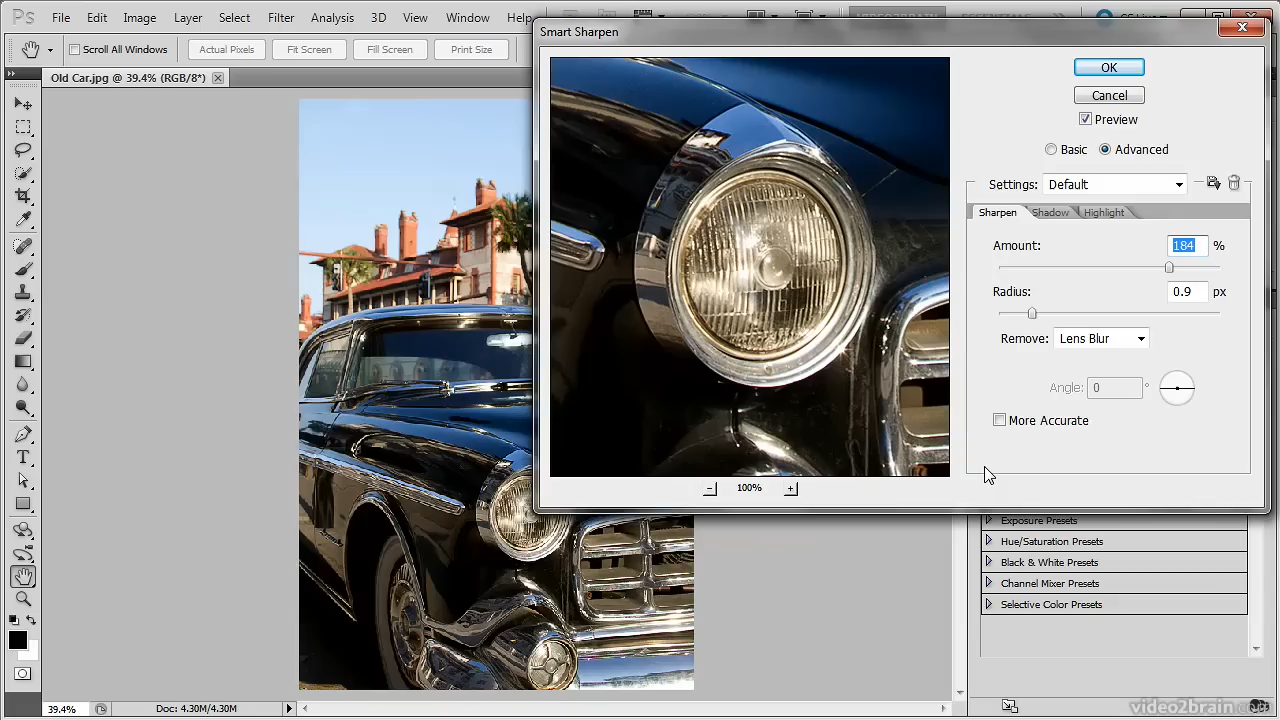 Ps File Edit Image Layer Select Filter Analysis 3D View Window Help
Smart Sharpen
Scroll All Windows Actual Pixels Fit Screen Fill Screen Print Size
Old Car.jpg @ 39.4% (RGB/8*)
OK
Cancel
Preview
Basic Advanced
Settings: Default
Sharpen Shadow Highlight
Amount: 184 %
Radius: 0.9 px
Remove: Lens Blur
Angle: 0 °
More Accurate
100%
Exposure Presets
Hue/Saturation Presets
Black & White Presets
Channel Mixer Presets
Selective Color Presets
T
39.4% Doc: 4.30M/4.30M
video2brain.com